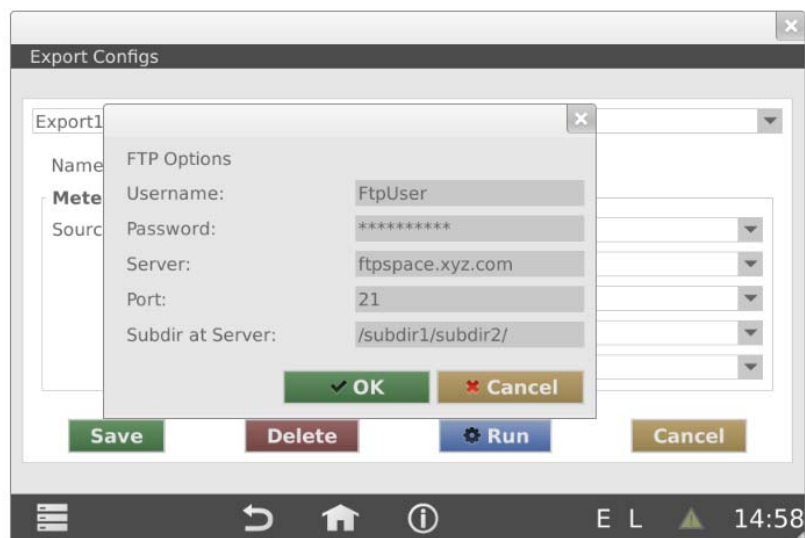 Export Configs
Export1
Name
FTP Options
Username: FtpUser
Mete
Password: **********
Sourc
Server: ftpspace.xyz.com
Port: 21
Subdir at Server: /subdir1/subdir2/
OK Cancel
Save Delete Run Cancel
E L 14:58